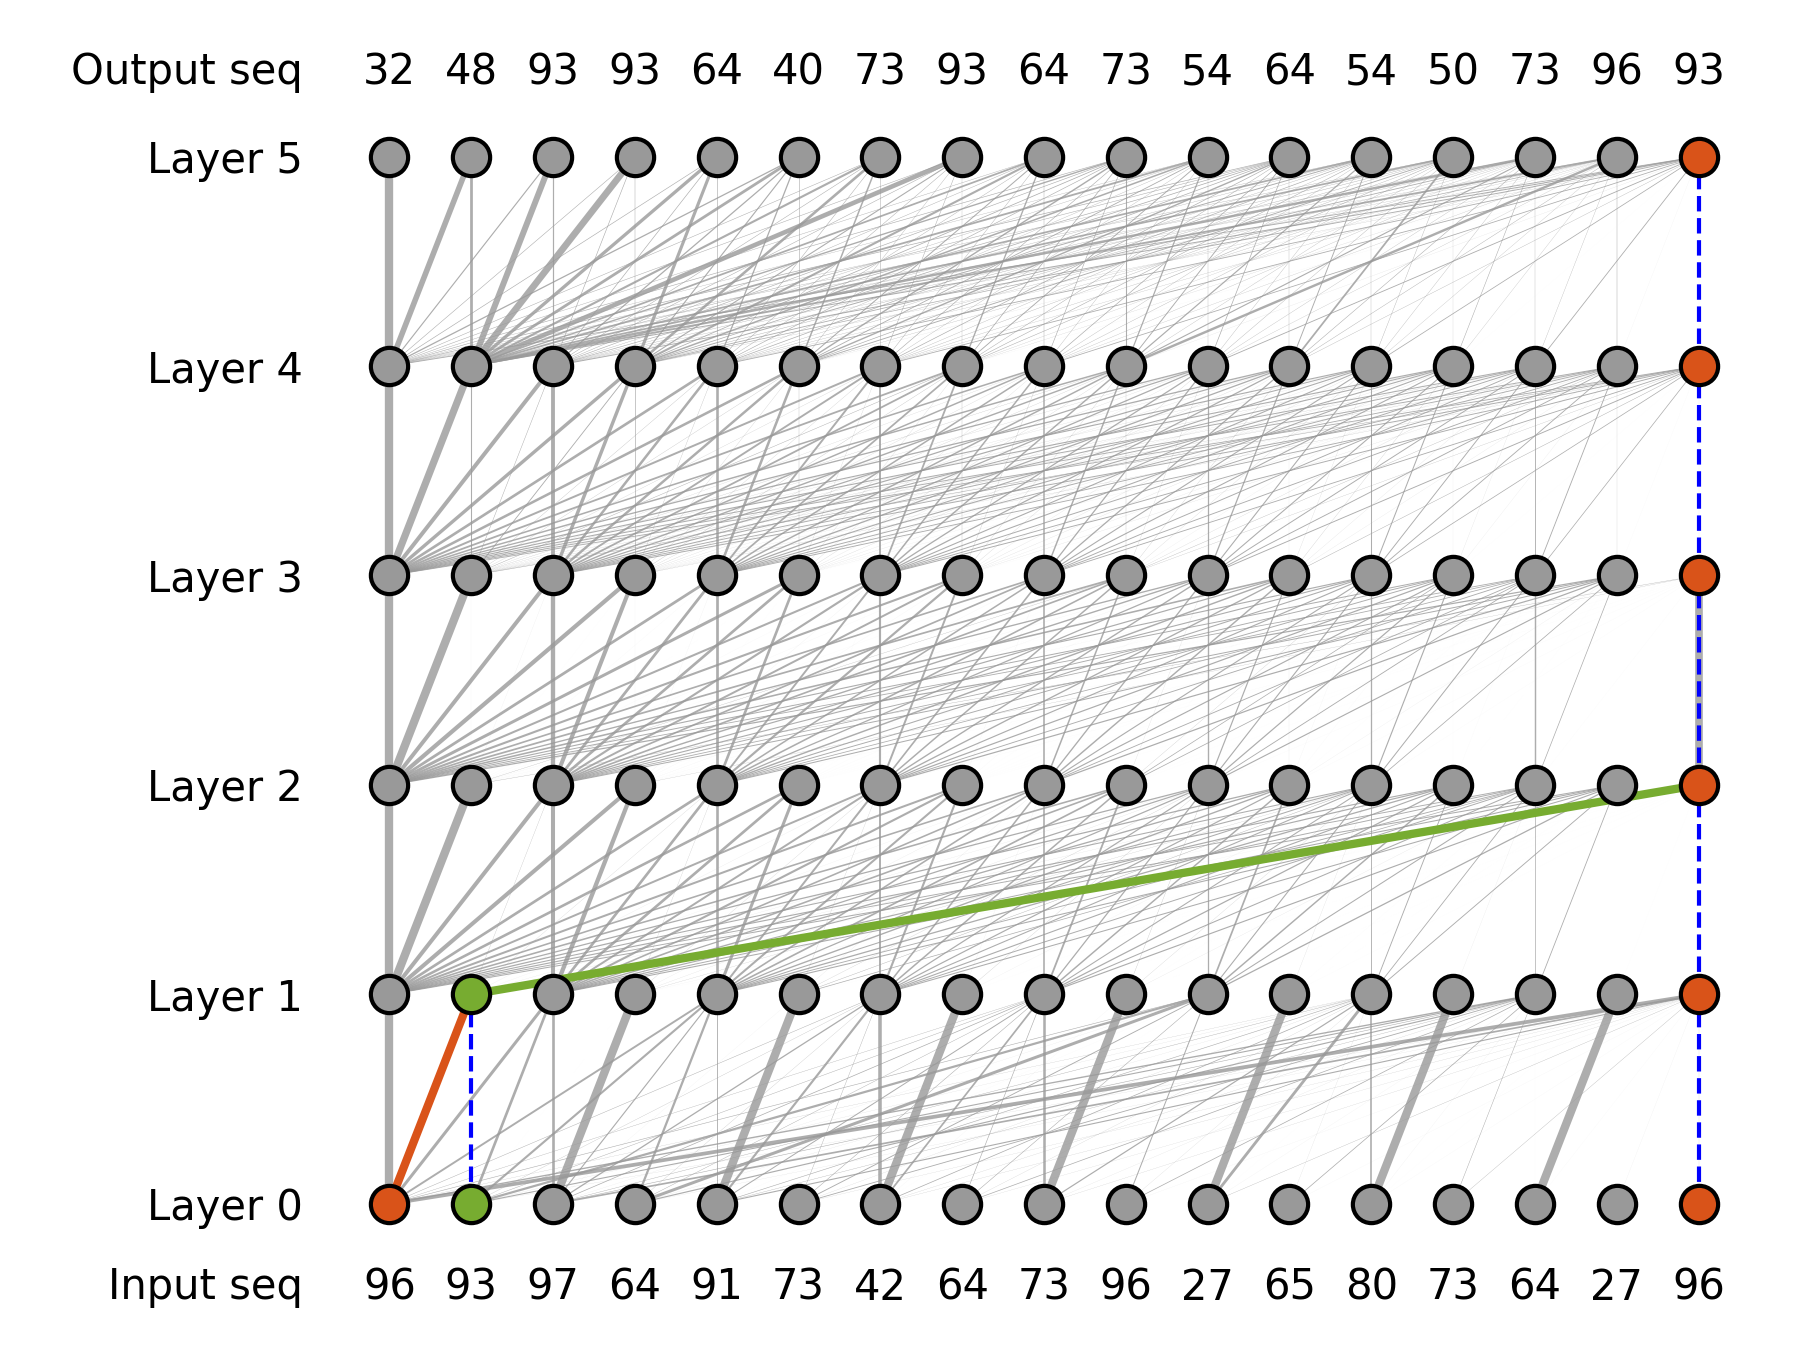 Output seq 32 48 93 93 64 40 73 93 64 73 54 64 54 50 73 96 93
Layer 5
Layer 4
Layer 3
Layer 2
Layer 1
Layer 0
Input seq 96 93 97 64 91 73 42 64 73 96 27 65 80 73 64 27 96